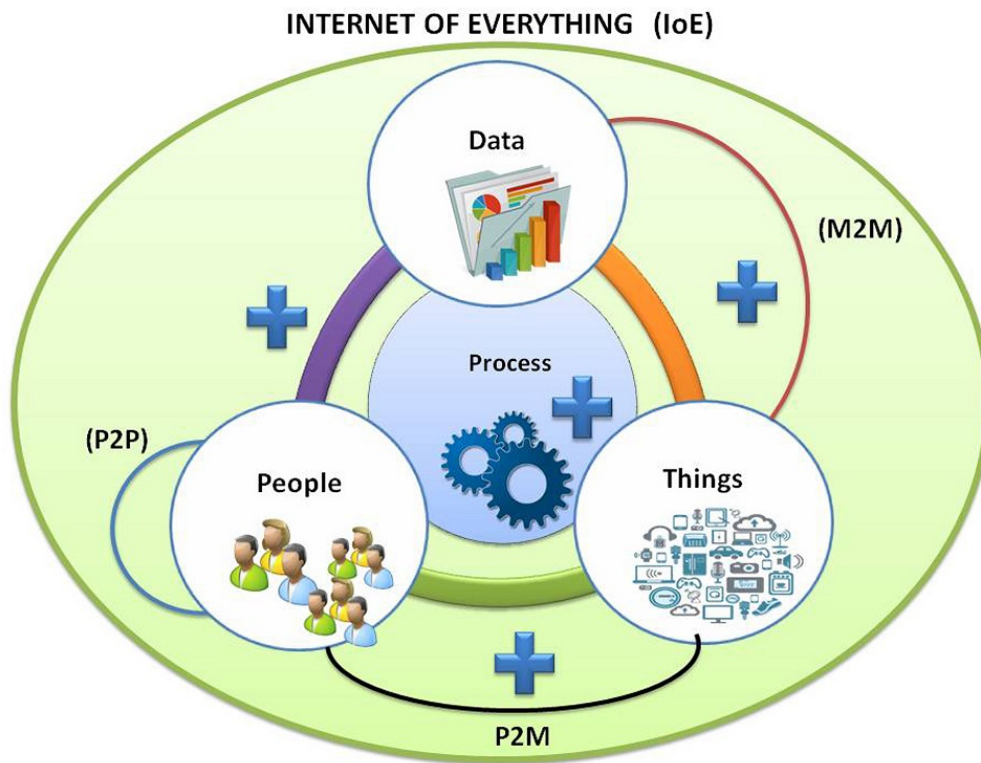 INTERNET OF EVERYTHING (IoE)
Data
(M2M)
Process
(P2P)
People
Things
P2M